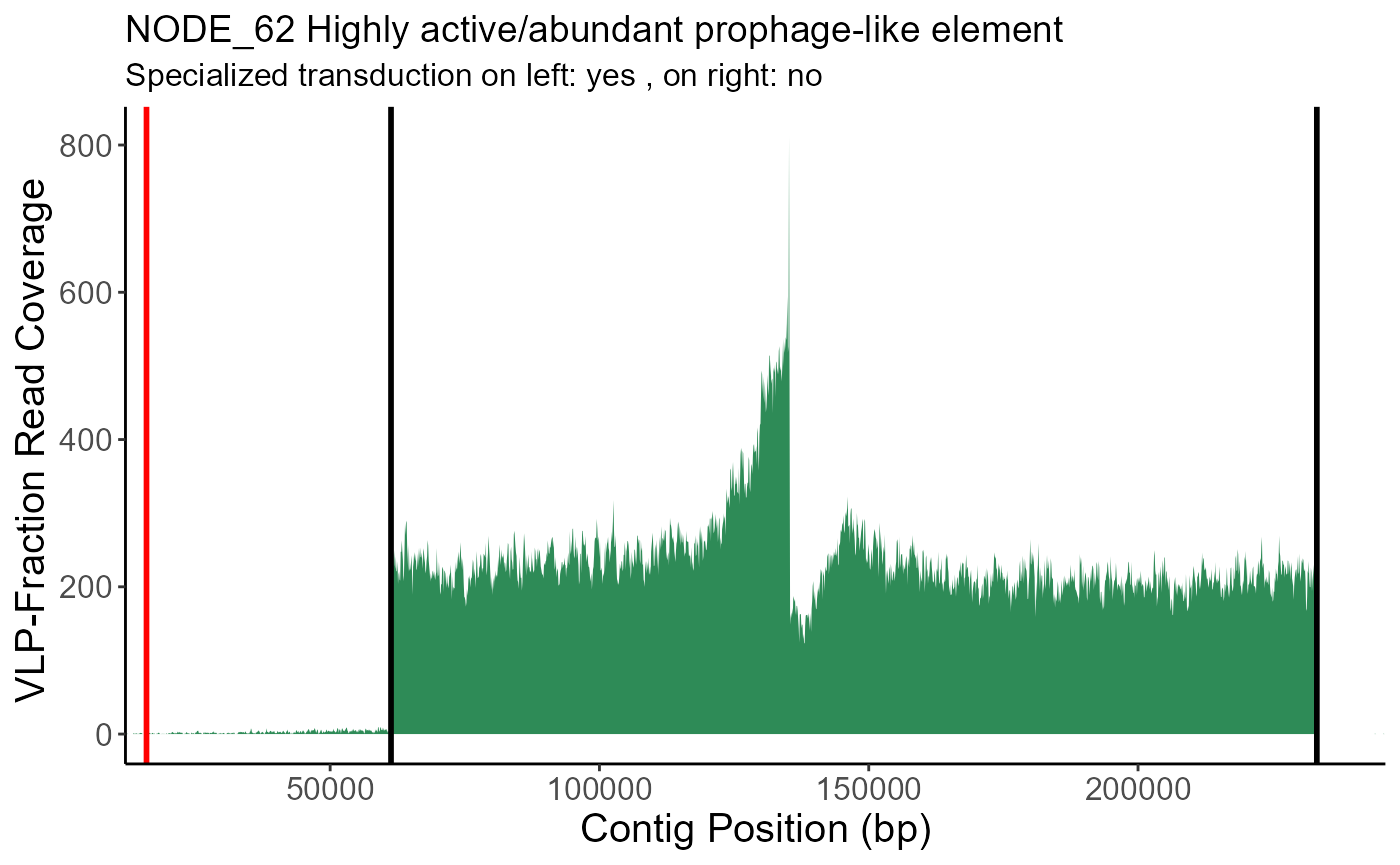 NODE_62 Highly active/abundant prophage-like element
Specialized transduction on left: yes , on right: no
VLP-Fraction Read Coverage
800
600
400
200
0
50000 100000 150000 200000
Contig Position (bp)